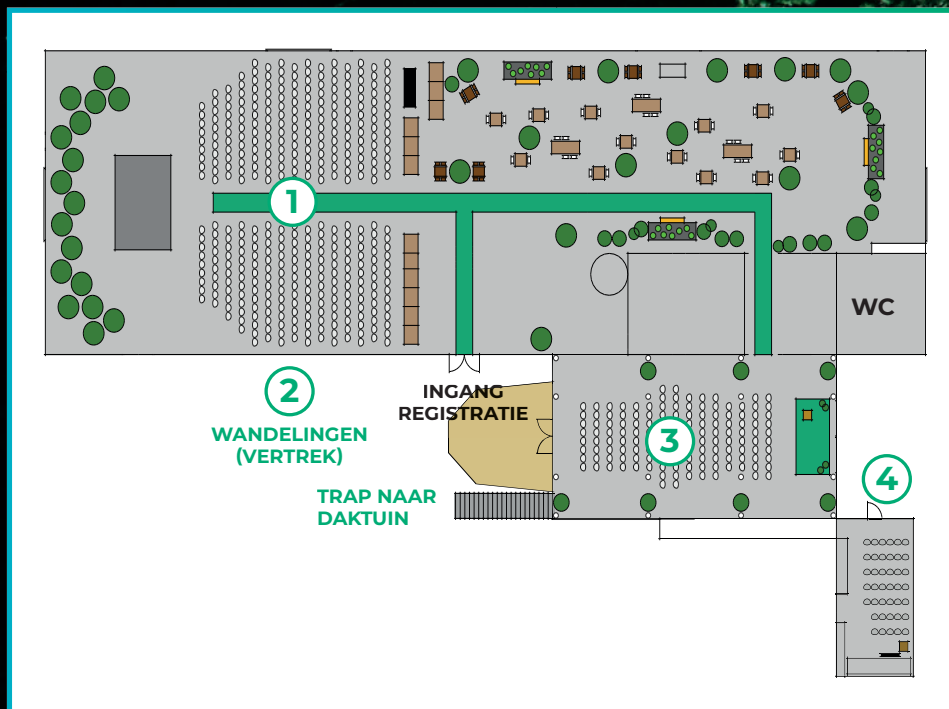 1
WC
2
WANDELINGEN
(VERTREK)
INGANG
REGISTRATIE
3
4
TRAP NAAR
DAKTUIN